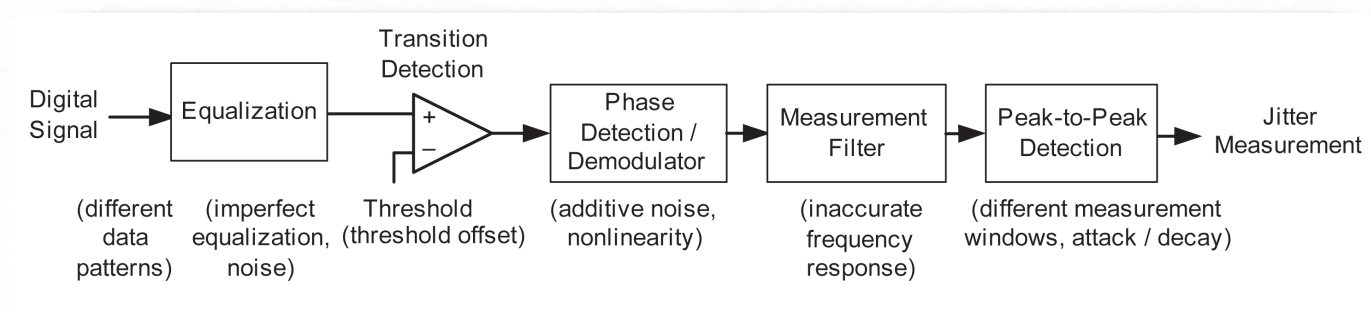 Transition
Detection
Digital
Signal
Equalization
+
–
Phase
Detection /
Demodulator
Measurement
Filter
Peak-to-Peak
Detection
Jitter
Measurement
(different
data
patterns)
(imperfect
equalization,
noise)
Threshold
(threshold offset)
(additive noise,
nonlinearity)
(inaccurate
frequency
response)
(different measurement
windows, attack / decay)